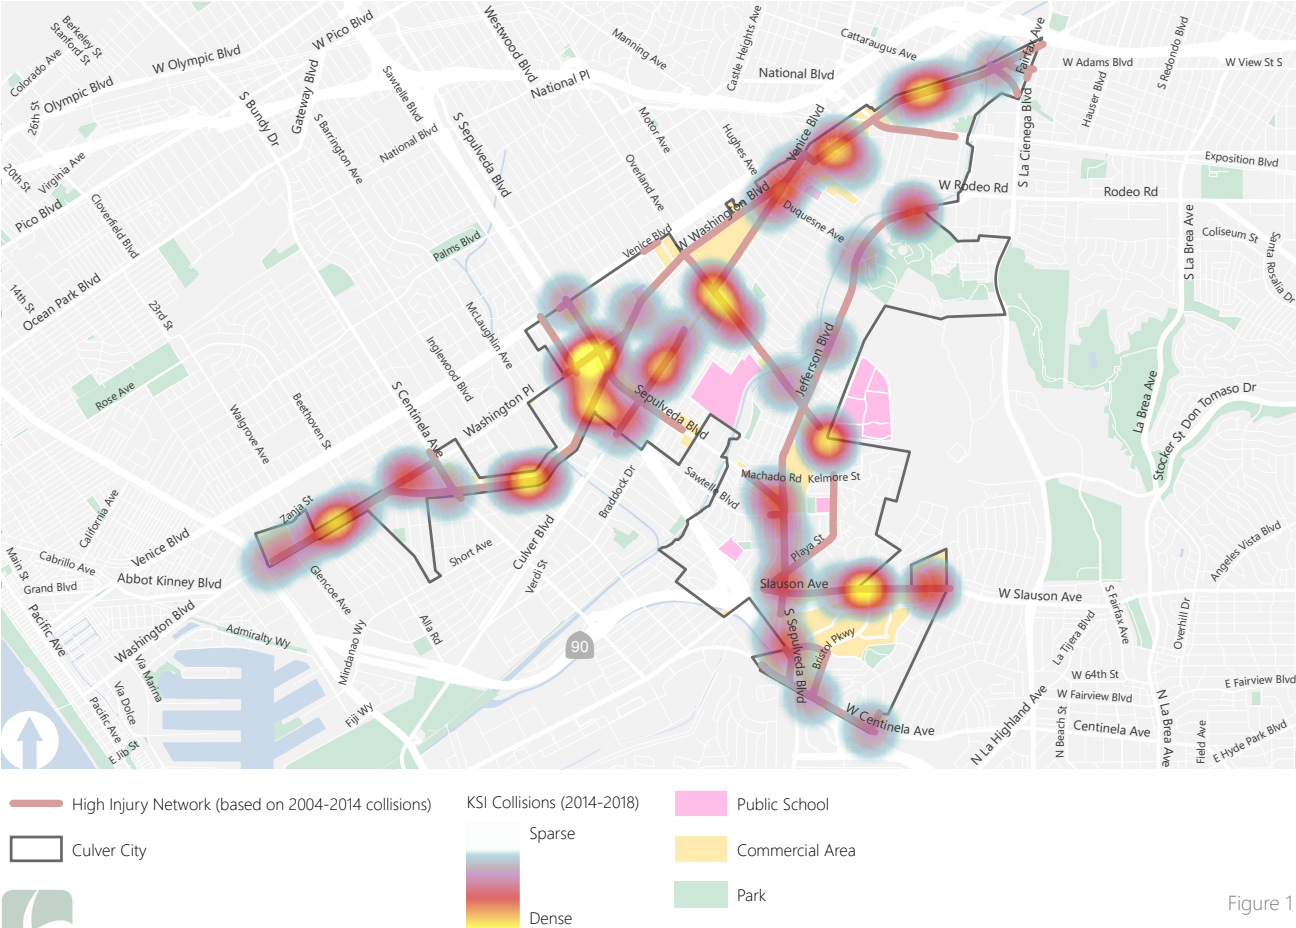 Berkeley St
Stanford St
Colorado Ave
W Olympic Blvd
Olympic Blvd
W Pico Blvd
Westwood Blvd
Manning Ave
Castle Heights Ave
Cattaraugus Ave
Fairfax Ave
W Adams Blvd
S Redondo Blvd
W View St S
26th St
S Bundy Dr
Gateway Blvd
Sawtelle Blvd
National Pl
National Blvd
Hauser Blvd
S La Cienega Blvd
20th St
Virginia Ave
S Barrington Ave
National Blvd
S Sepulveda Blvd
Motor Ave
Hughes Ave
Venice Blvd
Exposition Blvd
Pico Blvd
Cloverfield Blvd
Overland Ave
W Rodeo Rd
Rodeo Rd
Palms Blvd
Venice Blvd
W Washington Blvd
Duquesne Ave
S La Brea Ave
Coliseum St
Santa Rosalia Dr
14th St
Ocean Park Blvd
23rd St
McLaughlin Ave
Inglewood Blvd
Jefferson Blvd
Rose Ave
Walgrove Ave
Beethoven St
S Centinela Ave
Washington Pl
Sepulveda Blvd
La Brea Ave
Don Tomaso Dr
Stocker St
California Ave
Zanja St
Braddock Dr
Sawtelle Blvd
Machado Rd
Kelmore St
Venice Blvd
Culver Blvd
Short Ave
Verdi St
Playa St
Angeles Vista Blvd
Main St
Cabrillo Ave
Grand Blvd
Abbot Kinney Blvd
Glencoe Ave
Slauson Ave
W Slauson Ave
S Fairfax Ave
Overhill Dr
Pacific Ave
Washington Blvd
Admiralty Wy
Mindanao Wy
Alla Rd
90
S Sepulveda Blvd
Bristol Pkwy
La Tijera Blvd
Via Marina
Via Dolce
Pacific Ave
Fiji Wy
E Jib St
W Centinela Ave
W 64th St
W Fairview Blvd
E Fairview Blvd
N La Highland Ave
N Beach St
Centinela Ave
N La Brea Ave
Field Ave
E Hyde Park Blvd
High Injury Network (based on 2004-2014 collisions)
Culver City
KSI Collisions (2014-2018)
Sparse
Dense
Public School
Commercial Area
Park
Figure 1